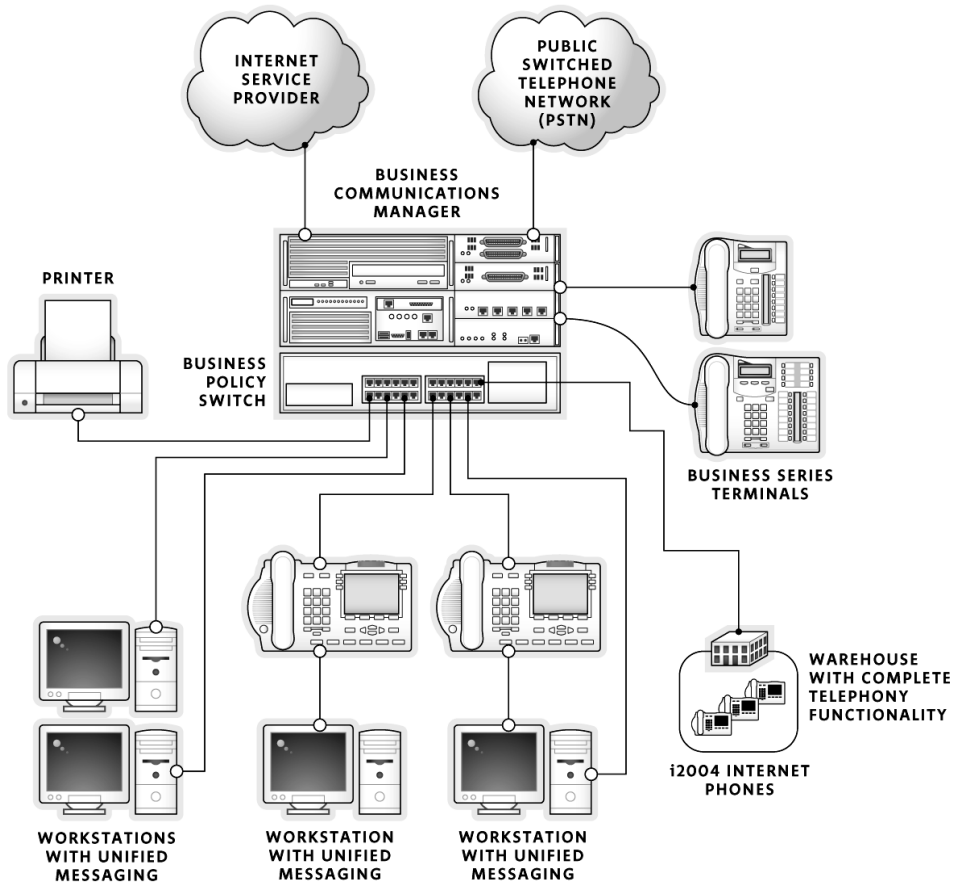 INTERNET
SERVICE
PROVIDER
PUBLIC
SWITCHED
TELEPHONE
NETWORK
(PSTN)
BUSINESS
COMMUNICATIONS
MANAGER
PRINTER
BUSINESS
POLICY
SWITCH
BUSINESS SERIES
TERMINALS
WAREHOUSE
WITH COMPLETE
TELEPHONY
FUNCTIONALITY
i2004 INTERNET
PHONES
WORKSTATIONS
WITH UNIFIED
MESSAGING
WORKSTATION
WITH UNIFIED
MESSAGING
WORKSTATION
WITH UNIFIED
MESSAGING